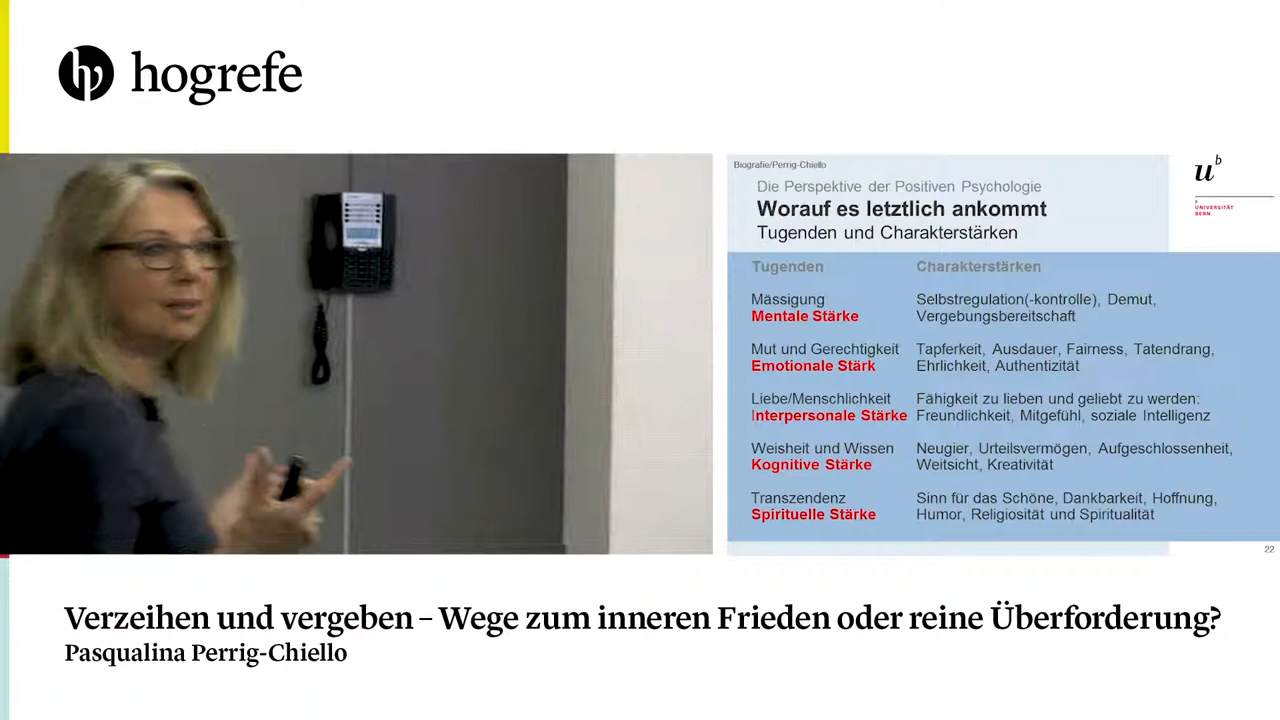 hogrefe
Biografie/Perrig-Chiello
Die Perspektive der Positiven Psychologie
Worauf es letztlich ankommt
Tugenden und Charakterstärken
u^b
b
UNIVERSITÄT
BERN
Tugenden Charakterstärken
Mässigung Selbstregulation(-kontrolle), Demut,
Mentale Stärke Vergebungsbereitschaft
Mut und Gerechtigkeit Tapferkeit, Ausdauer, Fairness, Tatendrang,
Emotionale Stärk Ehrlichkeit, Authentizität
Liebe/Menschlichkeit Fähigkeit zu lieben und geliebt zu werden:
Interpersonale Stärke Freundlichkeit, Mitgefühl, soziale Intelligenz
Weisheit und Wissen Neugier, Urteilsvermögen, Aufgeschlossenheit,
Kognitive Stärke Weitsicht, Kreativität
Transzendenz Sinn für das Schöne, Dankbarkeit, Hoffnung,
Spirituelle Stärke Humor, Religiosität und Spiritualität
22
Verzeihen und vergeben – Wege zum inneren Frieden oder reine Überforderung?
Pasqualina Perrig-Chiello